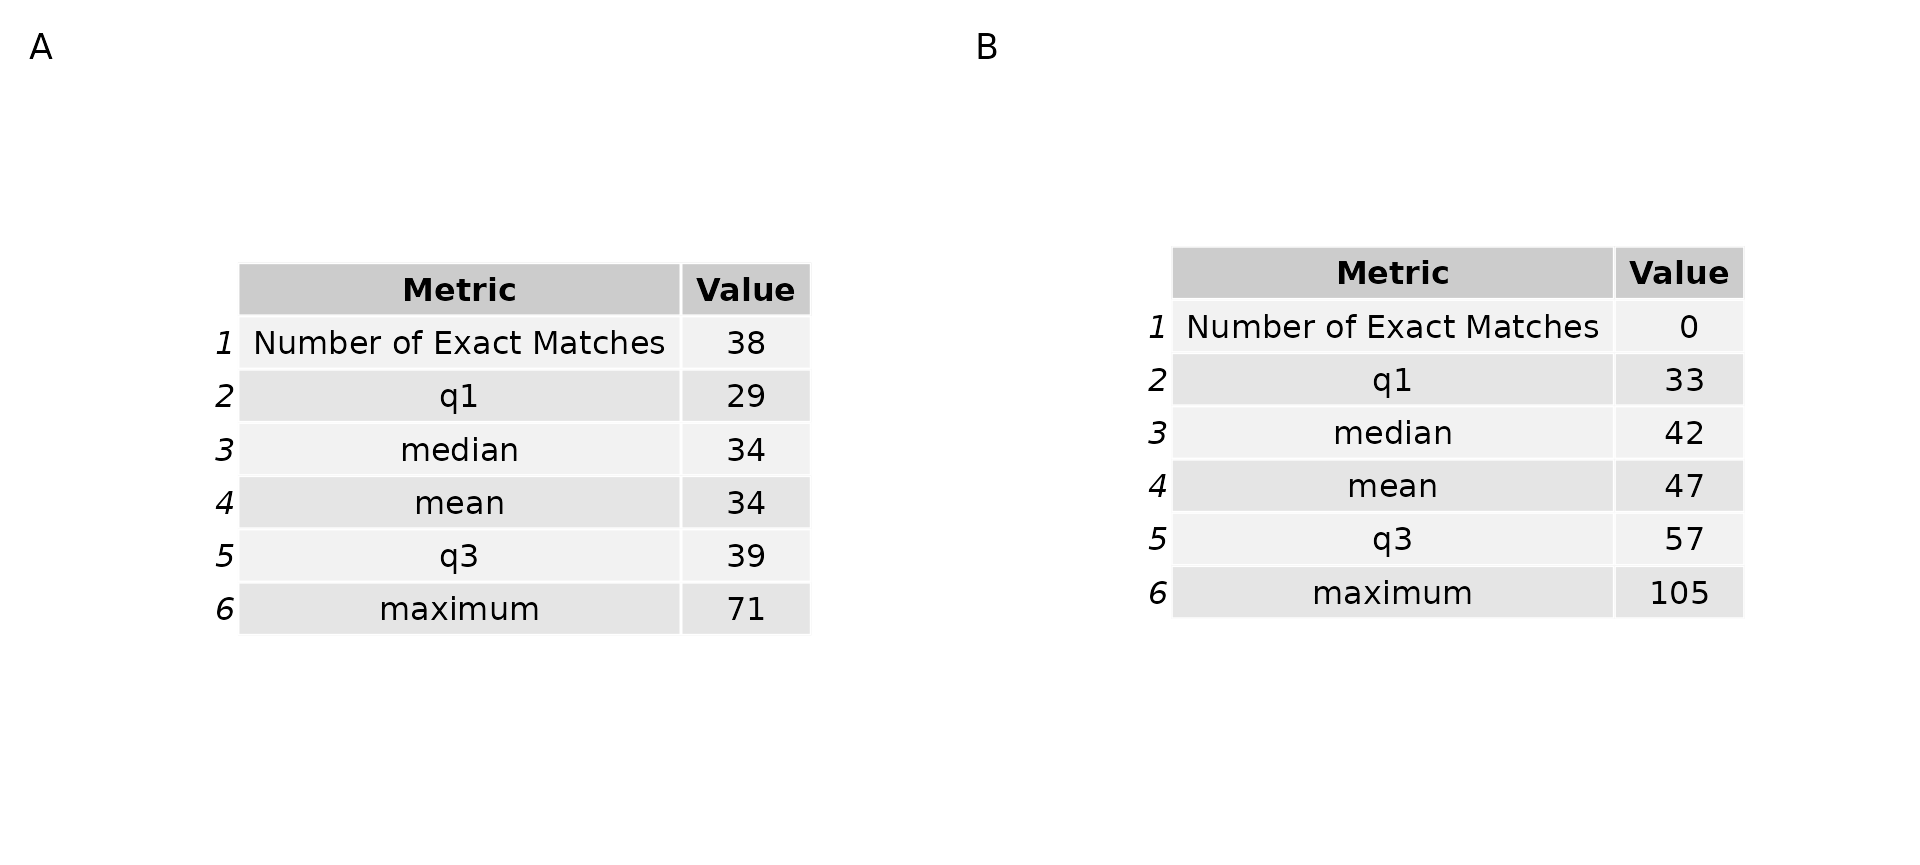 A
Metric Value
1 Number of Exact Matches 38
2 q1 29
3 median 34
4 mean 34
5 q3 39
6 maximum 71
B
Metric Value
1 Number of Exact Matches 0
2 q1 33
3 median 42
4 mean 47
5 q3 57
6 maximum 105